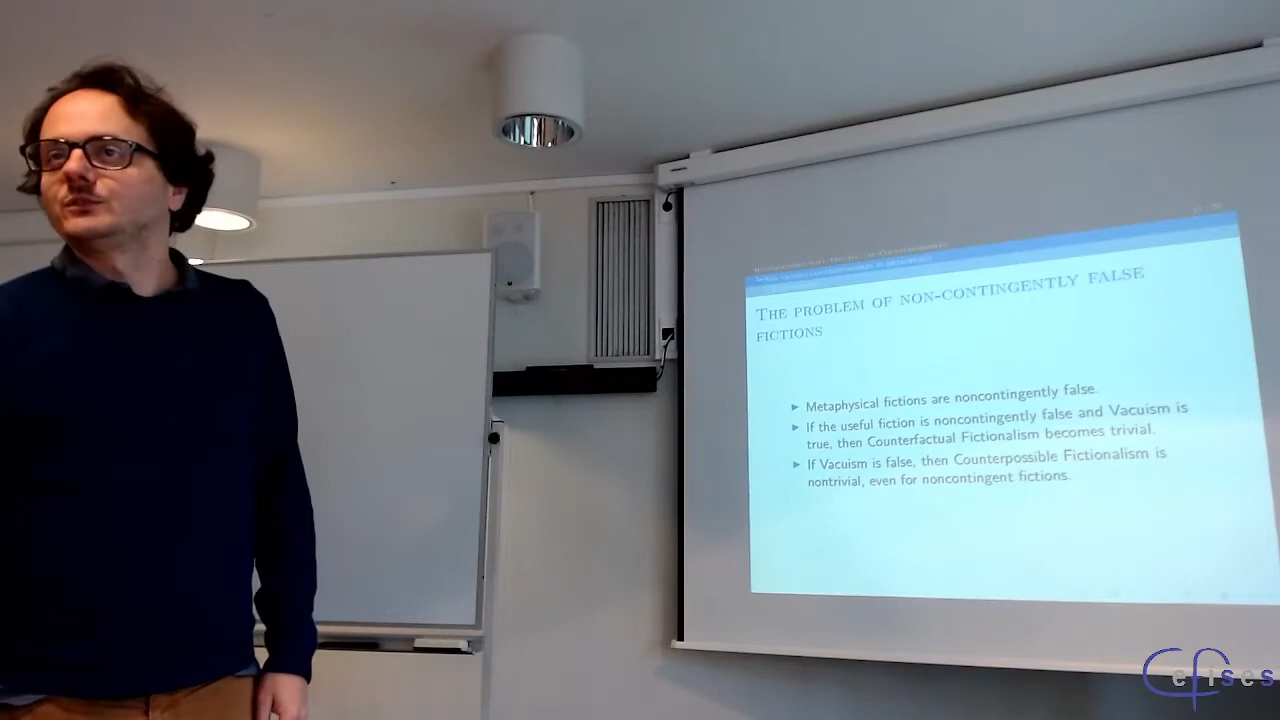 THE PROBLEM OF NON-CONTINGENTLY FALSE
FICTIONS
Metaphysical fictions are noncontingently false.
If the useful fiction is noncontingently false and Vacuism is
true, then Counterfactual Fictionalism becomes trivial.
If Vacuism is false, then Counterpossible Fictionalism is
nontrivial, even for noncontingent fictions.
Cefises